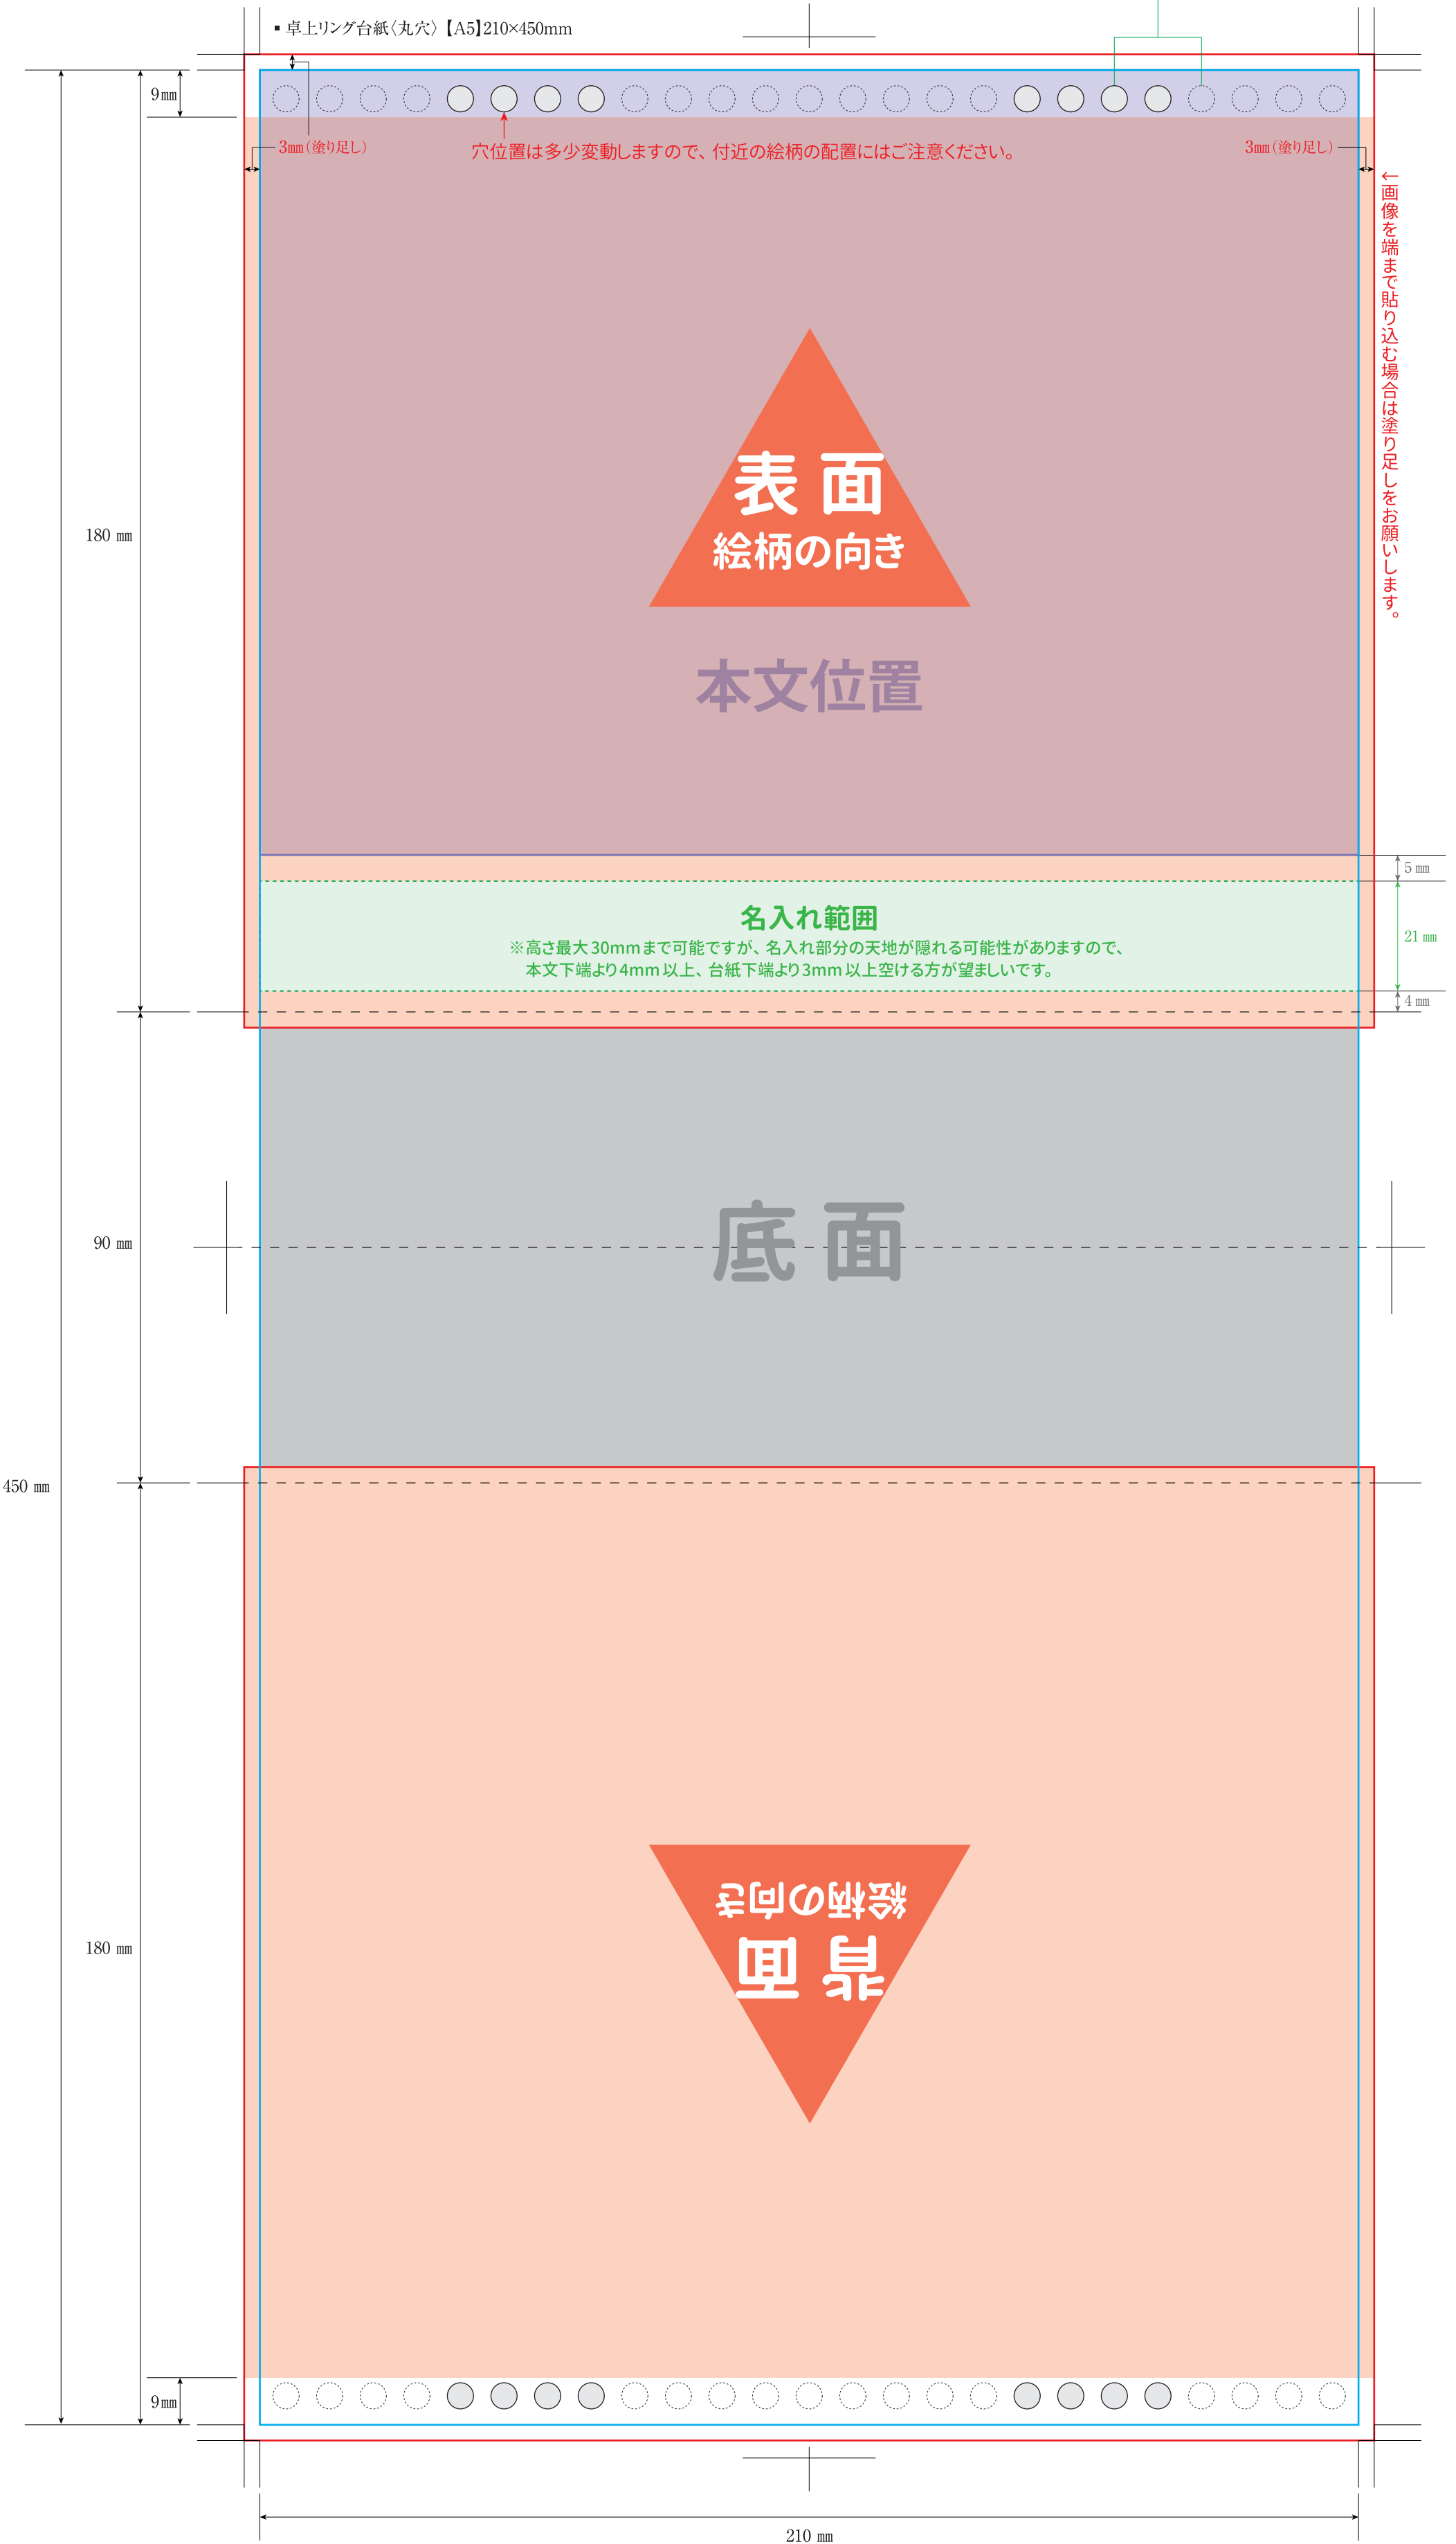 ▪ 卓上リング台紙〈丸穴〉【A5】210×450mm
9mm
3mm（塗り足し）
穴位置は多少変動しますので、付近の絵柄の配置にはご注意ください。
3mm（塗り足し）
←画像を端まで貼り込む場合は塗り足しをお願いします。
表面
絵柄の向き
180 mm
本文位置
5 mm
名入れ範囲
※高さ最大30mmまで可能ですが、名入れ部分の天地が隠れる可能性がありますので、
本文下端より4mm以上、台紙下端より3mm以上空ける方が望ましいです。
21 mm
4 mm
底面
90 mm
450 mm
背面
絵柄の向き
180 mm
9mm
210 mm